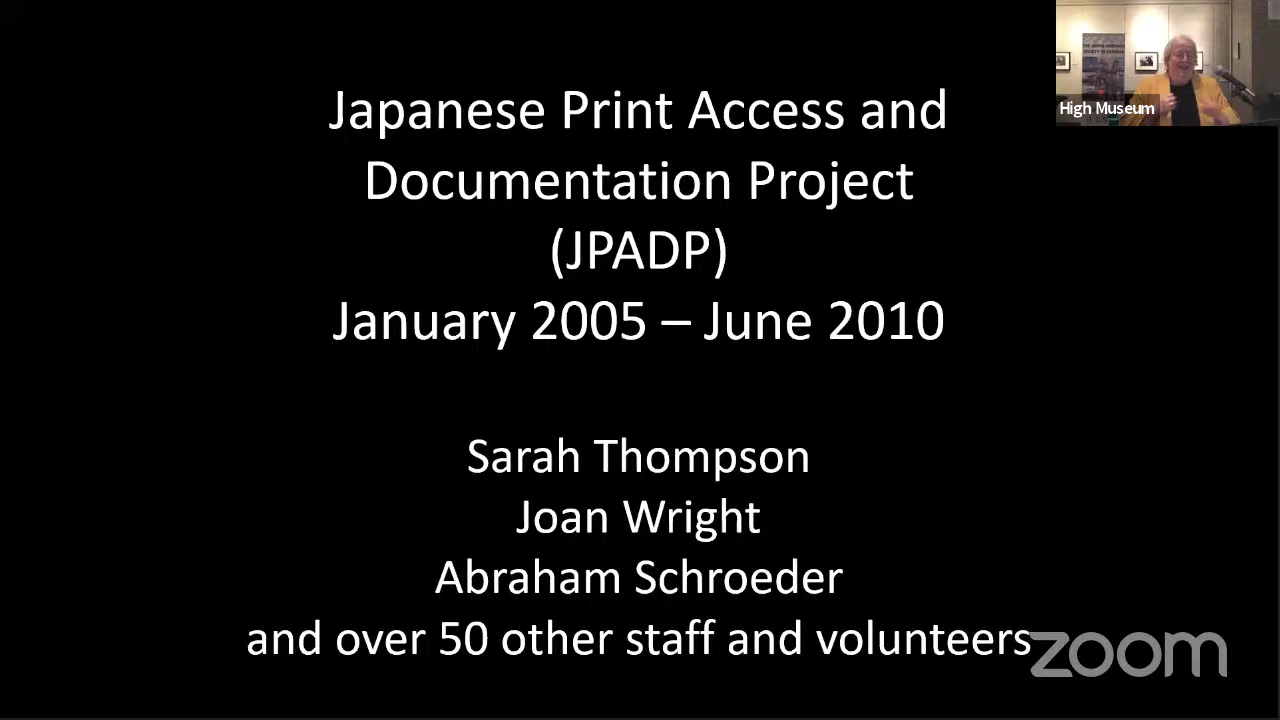 Japanese Print Access and
Documentation Project
(JPADP)
January 2005 – June 2010
Sarah Thompson
Joan Wright
Abraham Schroeder
and over 50 other staff and volunteers
High Museum
zoom